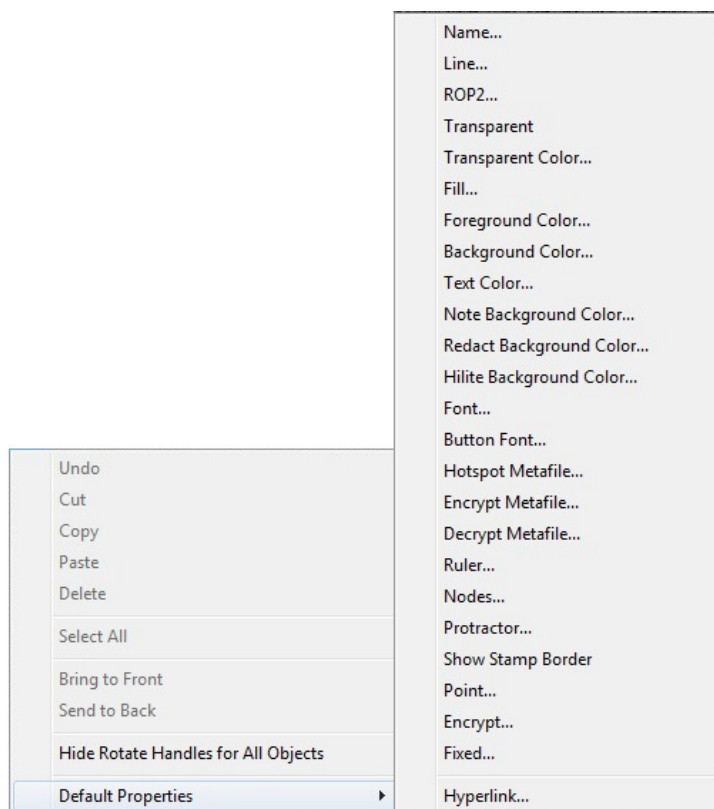 Name...
Line...
ROP2...
Transparent
Transparent Color...
Fill...
Foreground Color...
Background Color...
Text Color...
Note Background Color...
Redact Background Color...
Hilite Background Color...
Font...
Button Font...
Hotspot Metafile...
Encrypt Metafile...
Decrypt Metafile...
Ruler...
Nodes...
Protractor...
Show Stamp Border
Point...
Encrypt...
Fixed...
Hyperlink...
Undo
Cut
Copy
Paste
Delete
Select All
Bring to Front
Send to Back
Hide Rotate Handles for All Objects
Default Properties